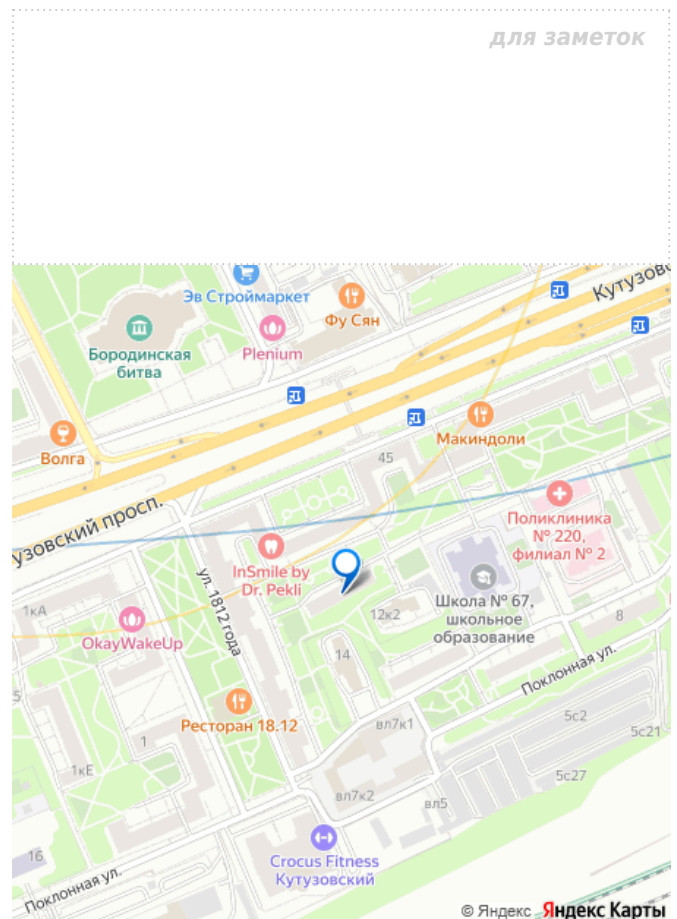 для заметок
Эв Строймаркет
Кутузовс
Фу Сян
Plenium
Бородинская
битва
Макиндоли
Волга
45
Поликлиника
№ 220,
филиал № 2
узовский просп.
InSmile by
Dr. Pekli
ул. 1812 года
1кА
OkayWakeUp
12к2
Школа № 67,
школьное
образование
8
14
Поклонная ул.
5
Ресторан 18.12
вл7к1
5с2
5с21
1
1кЕ
5с27
вл7к2
вл5
16
Crocus Fitness
Кутузовский
Поклонная ул.
© Яндекс Яндекс Карты